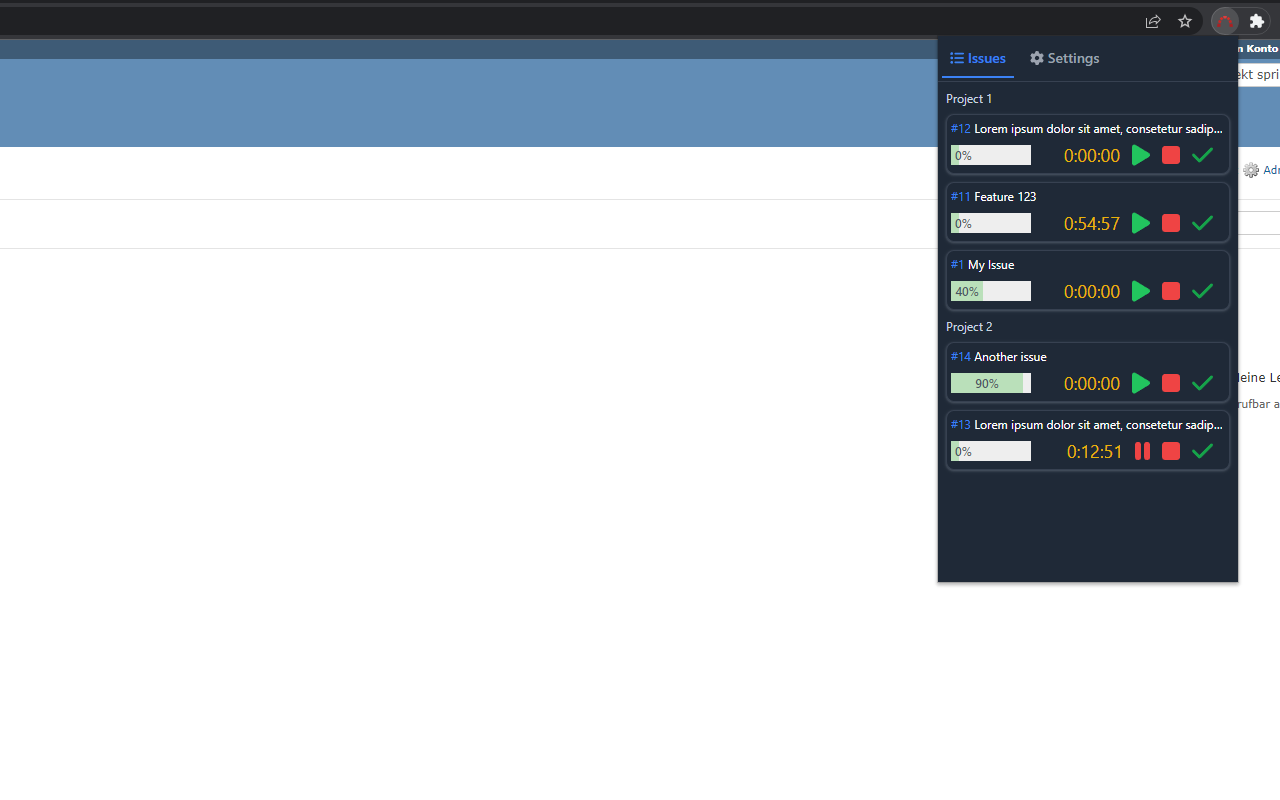 n Konto
Issues
Settings
ekt spri
Project 1
#12 Lorem ipsum dolor sit amet, consetetur sadip...
0%
0:00:00
Adr
#11 Feature 123
0%
0:54:57
#1 My Issue
40%
0:00:00
Project 2
#14 Another issue
90%
0:00:00
leine Le
rufbar a
#13 Lorem ipsum dolor sit amet, consetetur sadip...
0%
0:12:51